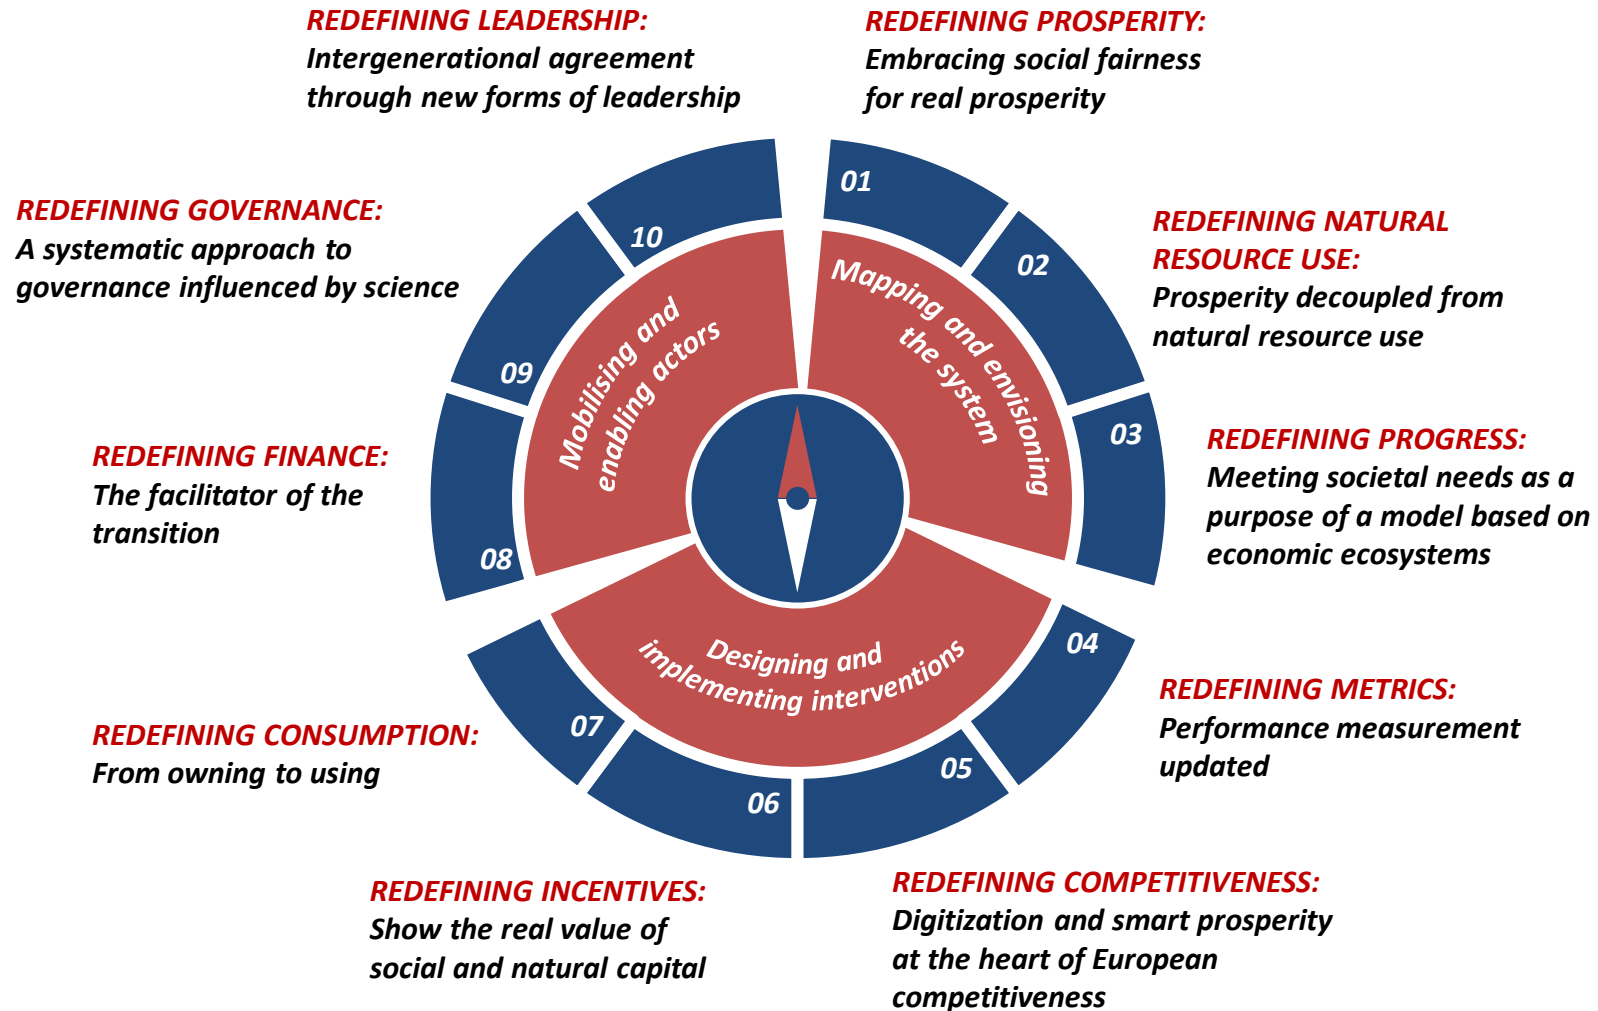 REDEFINING LEADERSHIP:
Intergenerational agreement
through new forms of leadership
REDEFINING PROSPERITY:
Embracing social fairness
for real prosperity
REDEFINING GOVERNANCE:
A systematic approach to
governance influenced by science
REDEFINING NATURAL
RESOURCE USE:
Prosperity decoupled from
natural resource use
REDEFINING FINANCE:
The facilitator of the
transition
REDEFINING PROGRESS:
Meeting societal needs as a
purpose of a model based on
economic ecosystems
REDEFINING CONSUMPTION:
From owning to using
REDEFINING METRICS:
Performance measurement
updated
REDEFINING INCENTIVES:
Show the real value of
social and natural capital
REDEFINING COMPETITIVENESS:
Digitization and smart prosperity
at the heart of European
competitiveness
01
02
03
04
05
06
07
08
09
10
Mapping and envisioning
the system
Designing and
implementing interventions
Mobilising and
enabling actors